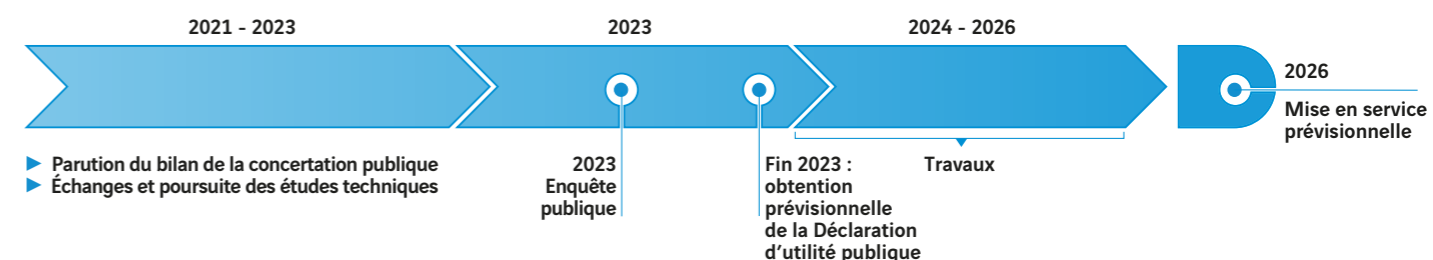 2021 - 2023
2023
2024 - 2026
2026
Mise en service
prévisionnelle
Parution du bilan de la concertation publique
Échanges et poursuite des études techniques
2023
Enquête
publique
Fin 2023 :
obtention
prévisionnelle
de la Déclaration
d’utilité publique
Travaux